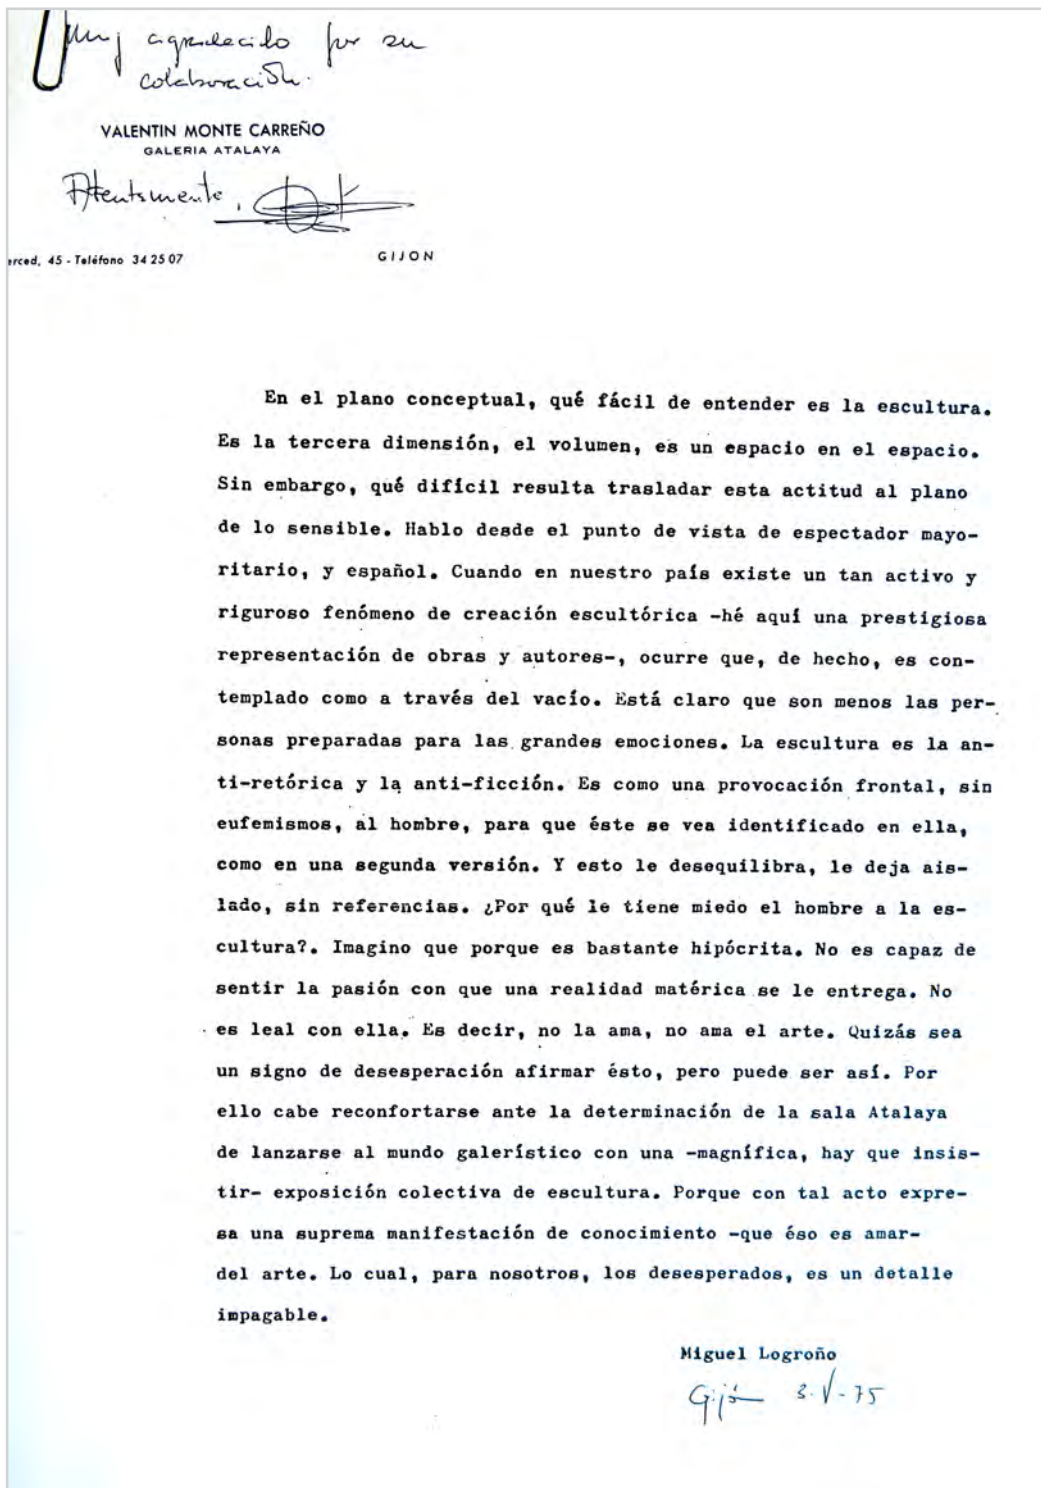 Muy agradecido por su
colaboración.
VALENTIN MONTE CARREÑO
GALERIA ATALAYA
Atentamente,
erced, 45 - Teléfono 34 25 07 GIJON
En el plano conceptual, qué fácil de entender es la escultura.
Es la tercera dimensión, el volumen, es un espacio en el espacio.
Sin embargo, qué difícil resulta trasladar esta actitud al plano
de lo sensible. Hablo desde el punto de vista de espectador mayo-
ritario, y español. Cuando en nuestro país existe un tan activo y
riguroso fenómeno de creación escultórica -hé aquí una prestigiosa
representación de obras y autores-, ocurre que, de hecho, es con-
templado como a través del vacío. Está claro que son menos las per-
sonas preparadas para las grandes emociones. La escultura es la an-
ti-retórica y la anti-ficción. Es como una provocación frontal, sin
eufemismos, al hombre, para que éste se vea identificado en ella,
como en una segunda versión. Y esto le desequilibra, le deja ais-
lado, sin referencias. ¿Por qué le tiene miedo el hombre a la es-
cultura?. Imagino que porque es bastante hipócrita. No es capaz de
sentir la pasión con que una realidad matérica se le entrega. No
es leal con ella. Es decir, no la ama, no ama el arte. Quizás sea
un signo de desesperación afirmar ésto, pero puede ser así. Por
ello cabe reconfortarse ante la determinación de la sala Atalaya
de lanzarse al mundo galerístico con una -magnífica, hay que insis-
tir- exposición colectiva de escultura. Porque con tal acto expre-
sa una suprema manifestación de conocimiento -que éso es amar-
del arte. Lo cual, para nosotros, los desesperados, es un detalle
impagable.
Miguel Logroño
Gijón 3-V-75